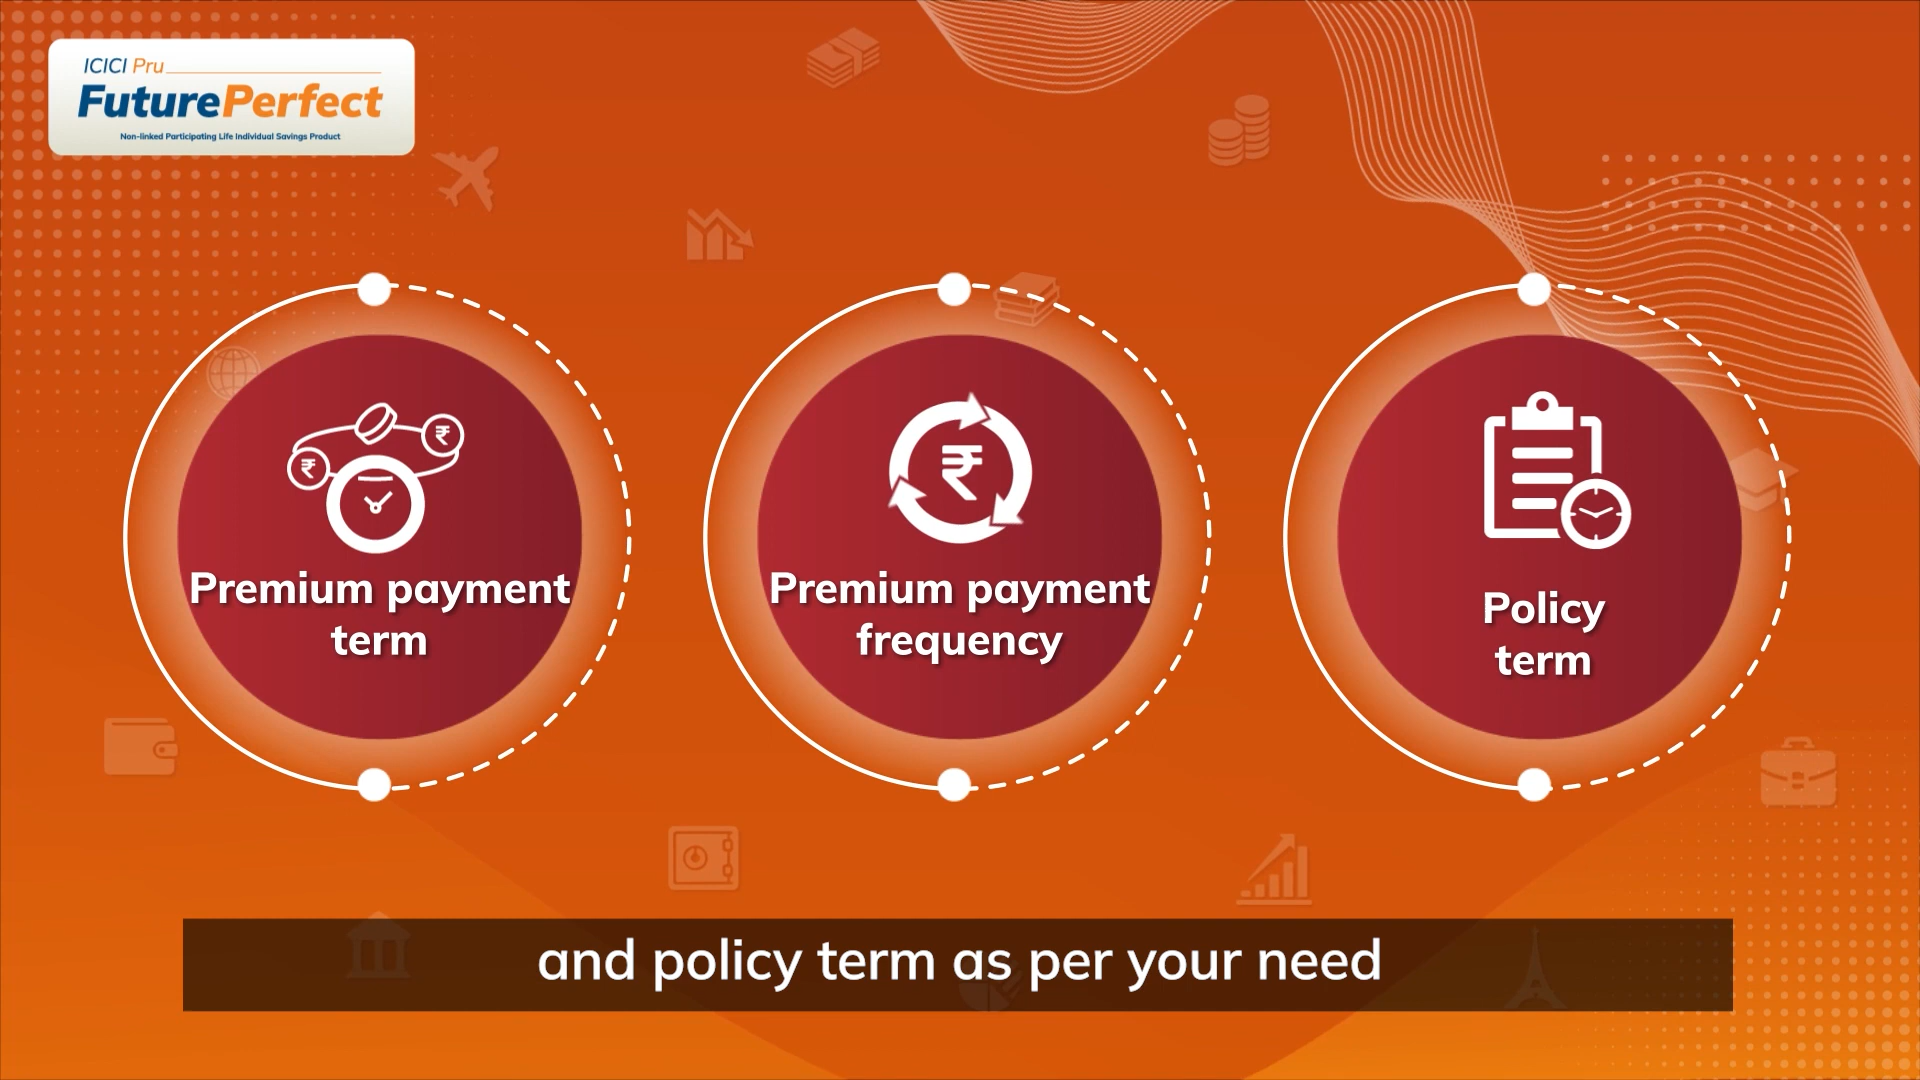 ICICI Pru
FuturePerfect
Non-linked Participating Life Individual Savings Product
₹
₹
₹
Premium payment
term
Premium payment
frequency
Policy
term
and policy term as per your need